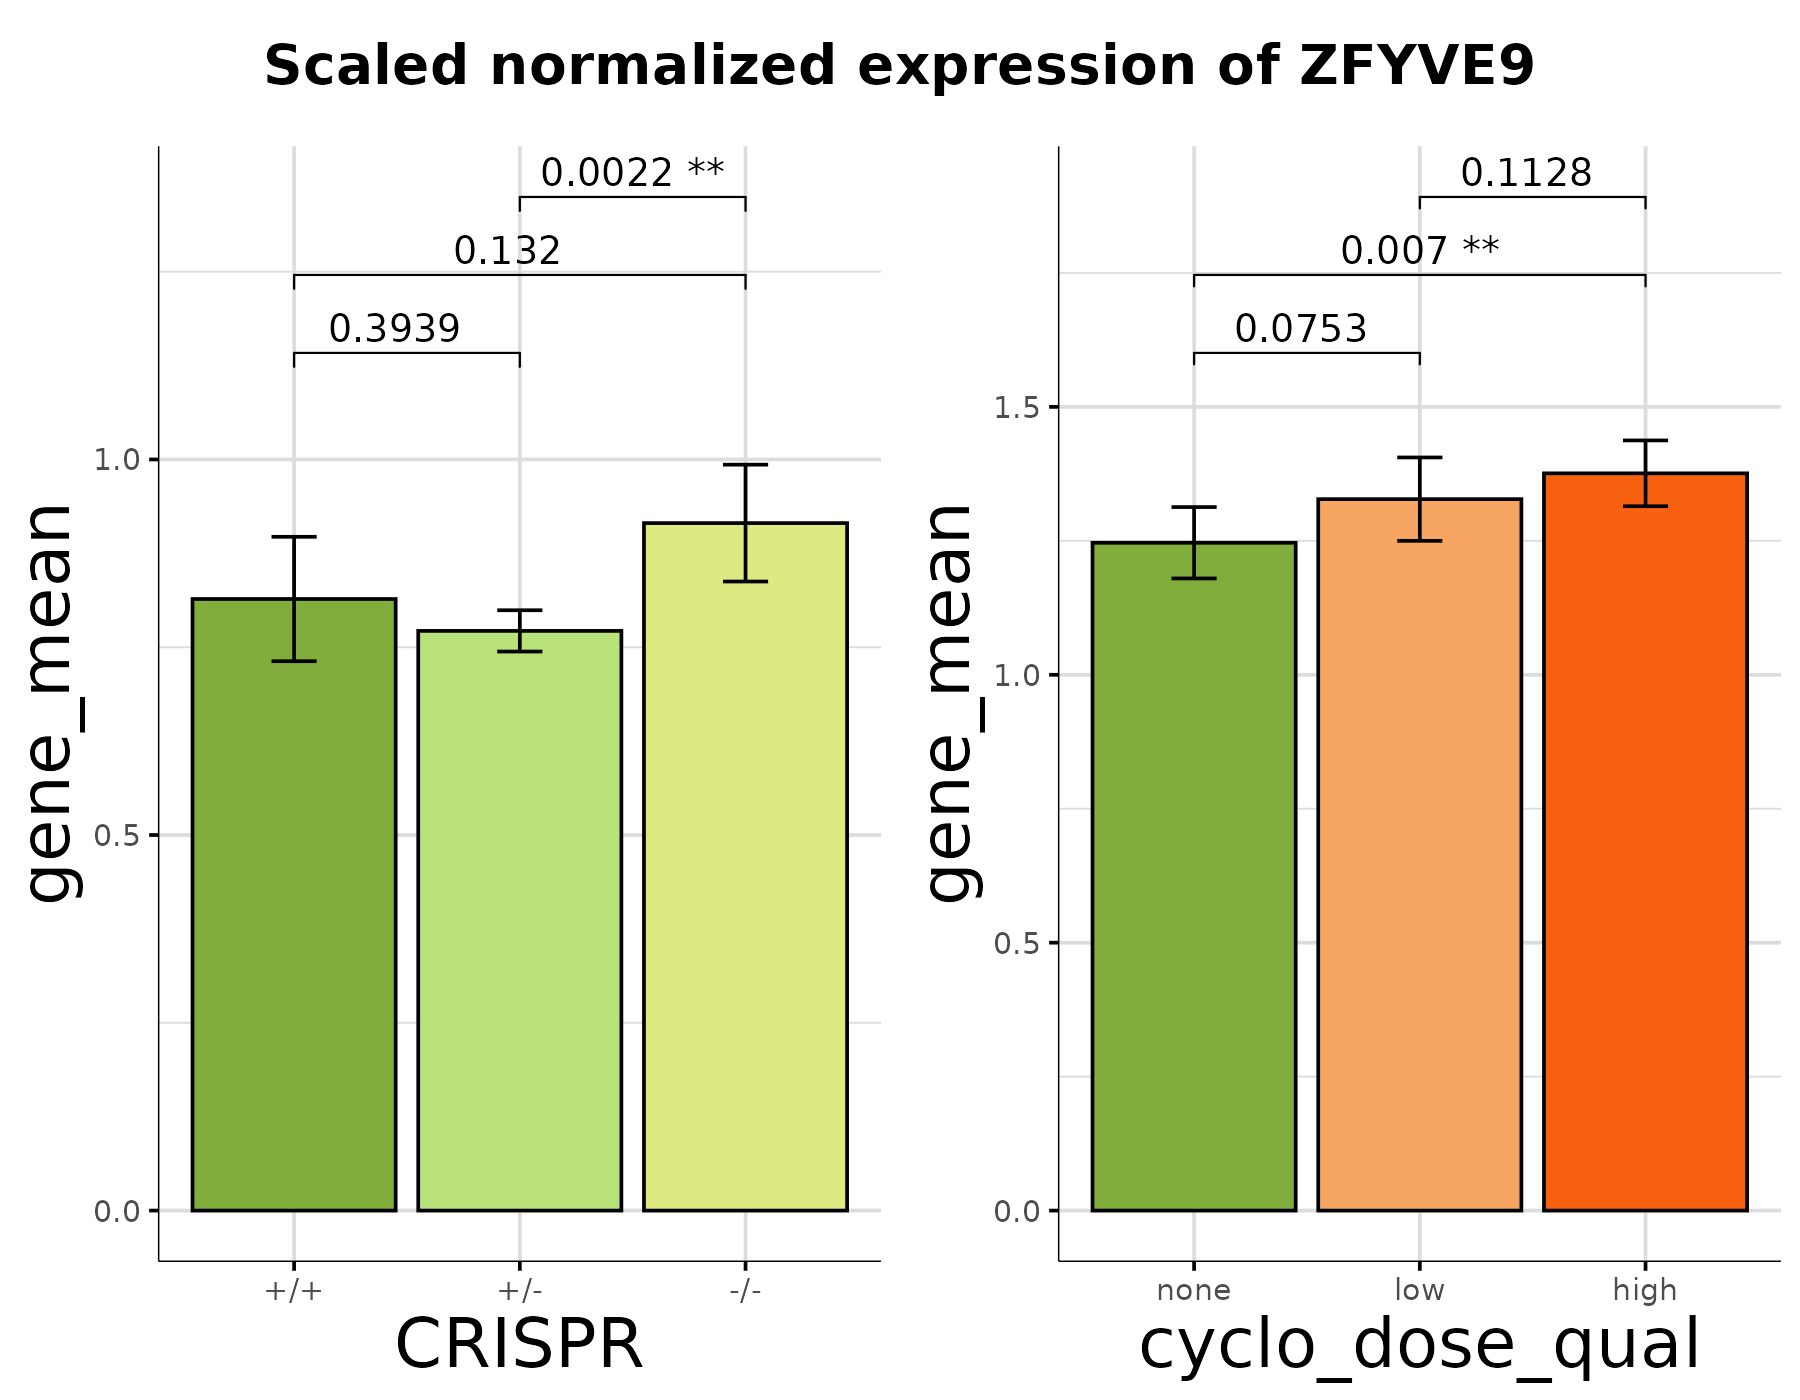 Scaled normalized expression of ZFYVE9
gene_mean
0.0022 **
0.132
0.3939
1.0
0.5
0.0
+/+
+/-
-/-
CRISPR
gene_mean
0.1128
0.007 **
0.0753
1.5
1.0
0.5
0.0
none
low
high
cyclo_dose_qual